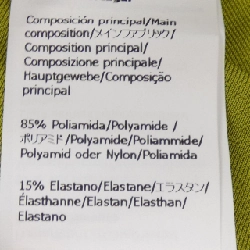 Composición principal/Main
composition/メインファブリック/
Composition principal/
Composizione principale/
Hauptgewebe/Composição
principal
85% Poliamida/Polyamide /
ポリアミド/Polyamide/Poliammide/
Polyamid oder Nylon/Poliamida
15% Elastano/Elastane/エラスタン/
Élasthanne/Elastan/Elasthan/
Elastano